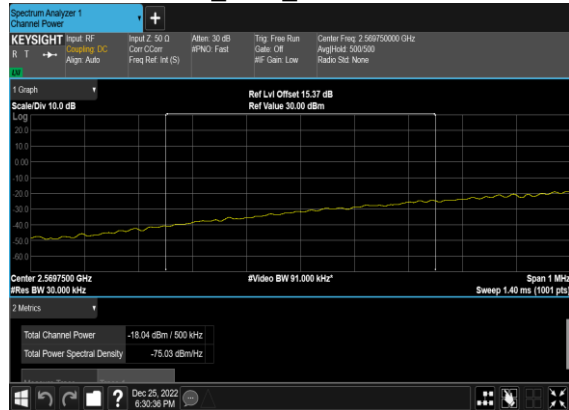 Spectrum Analyzer 1
Channel Power
+
KEYSIGHT Input: RF Input Z: 50 Ω Atten: 30 dB Trig: Free Run Center Freq: 2.569750000 GHz
R T Coupling: DC Corr CCorr #PNO: Fast Gate: Off Avg|Hold: 500/500
Align: Auto Freq Ref: Int (S) #IF Gain: Low Radio Std: None
1 Graph
Ref Lvl Offset 15.37 dB
Scale/Div 10.0 dB Ref Value 30.00 dBm
Log
20.0
10.0
0.00
-10.0
-20.0
-30.0
-40.0
-50.0
-60.0
Center 2.5697500 GHz #Video BW 91.000 kHz* Span 1 MHz
#Res BW 30.000 kHz Sweep 1.40 ms (1001 pts)
2 Metrics
Total Channel Power -18.04 dBm / 500 kHz
Total Power Spectral Density -75.03 dBm/Hz
? Dec 25, 2022
6:30:36 PM